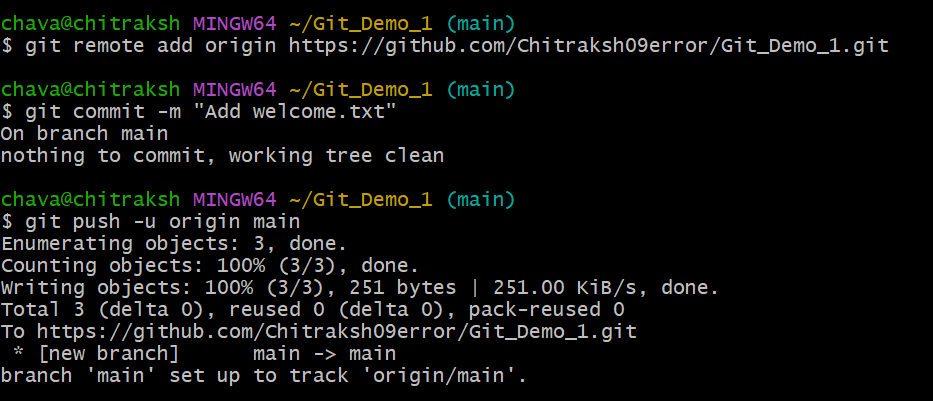 chava@chitraksh MINGW64 ~/Git_Demo_1 (main)
$ git remote add origin https://github.com/Chitraksh09error/Git_Demo_1.git
chava@chitraksh MINGW64 ~/Git_Demo_1 (main)
$ git commit -m "Add welcome.txt"
On branch main
nothing to commit, working tree clean
chava@chitraksh MINGW64 ~/Git_Demo_1 (main)
$ git push -u origin main
Enumerating objects: 3, done.
Counting objects: 100% (3/3), done.
Writing objects: 100% (3/3), 251 bytes | 251.00 KiB/s, done.
Total 3 (delta 0), reused 0 (delta 0), pack-reused 0
To https://github.com/Chitraksh09error/Git_Demo_1.git
 * [new branch]      main -> main
branch 'main' set up to track 'origin/main'.